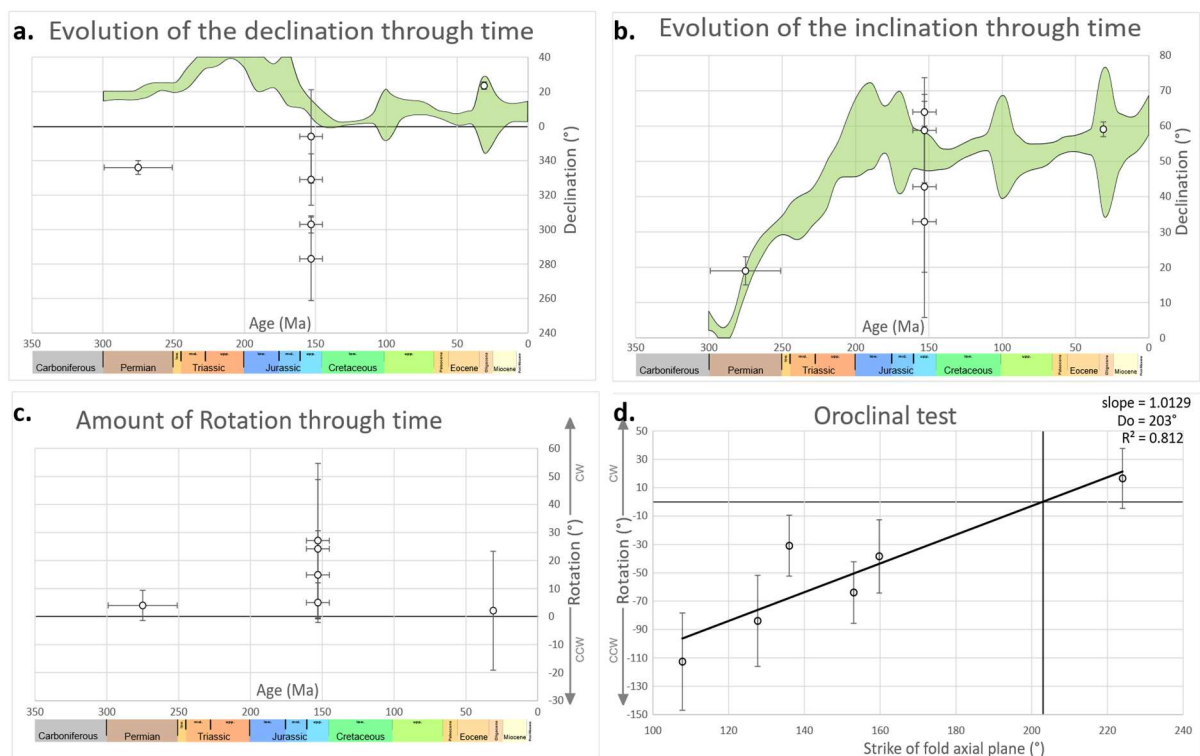 a. Evolution of the declination through time
40
20
0
340
320
300
280
260
240
Declination (°)
Age (Ma)
350 300 250 200 150 100 50 0
Carboniferous Permian Triassic Jurassic Cretaceous Eocene Miocene
b. Evolution of the inclination through time
80
70
60
50
40
30
20
10
0
Declination (°)
Age (Ma)
350 300 250 200 150 100 50 0
Carboniferous Permian Triassic Jurassic Cretaceous Eocene Miocene
c. Amount of Rotation through time
60
50
40
30
20
10
0
-10
-20
-30
CW
Rotation (°)
CCW
Age (Ma)
350 300 250 200 150 100 50 0
Carboniferous Permian Triassic Jurassic Cretaceous Eocene Miocene
d. Oroclinal test
slope = 1.0129
Do = 203°
R² = 0.812
CW
Rotation (°)
CCW
50
30
10
-10
-30
-50
-70
-90
-110
-130
-150
100 120 140 160 180 200 220 240
Strike of fold axial plane (°)